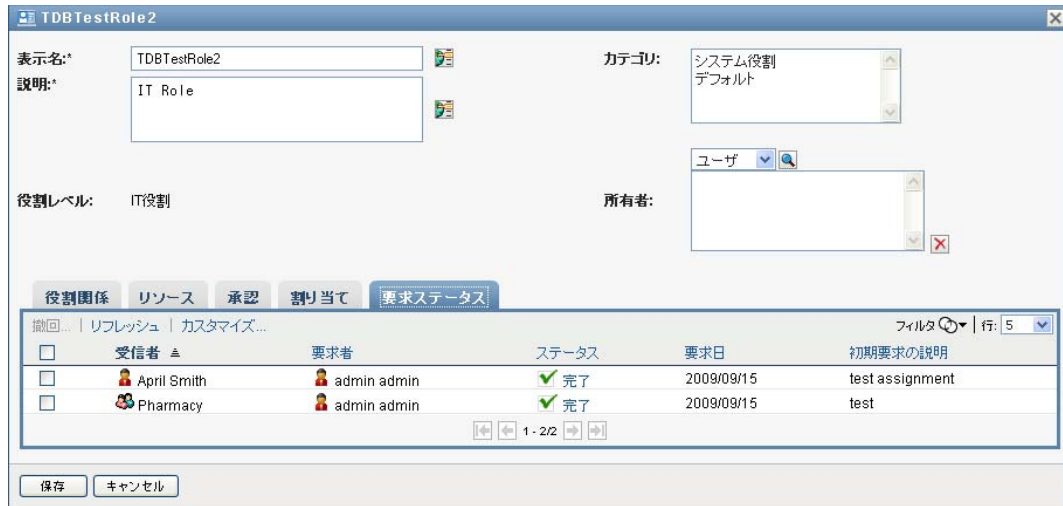 TDBTestRole2
表示名:*
TDBTestRole2
カテゴリ:
システム役割
デフォルト
説明:*
IT Role
ユーザ
役割レベル:
IT役割
所有者:
役割関係 リソース 承認 割り当て 要求ステータス
撤回... | リフレッシュ | カスタマイズ...
フィルタ | 行: 5
受信者 要求者 ステータス 要求日 初期要求の説明
April Smith admin admin 完了 2009/09/15 test assignment
Pharmacy admin admin 完了 2009/09/15 test
1 - 2/2
保存 キャンセル